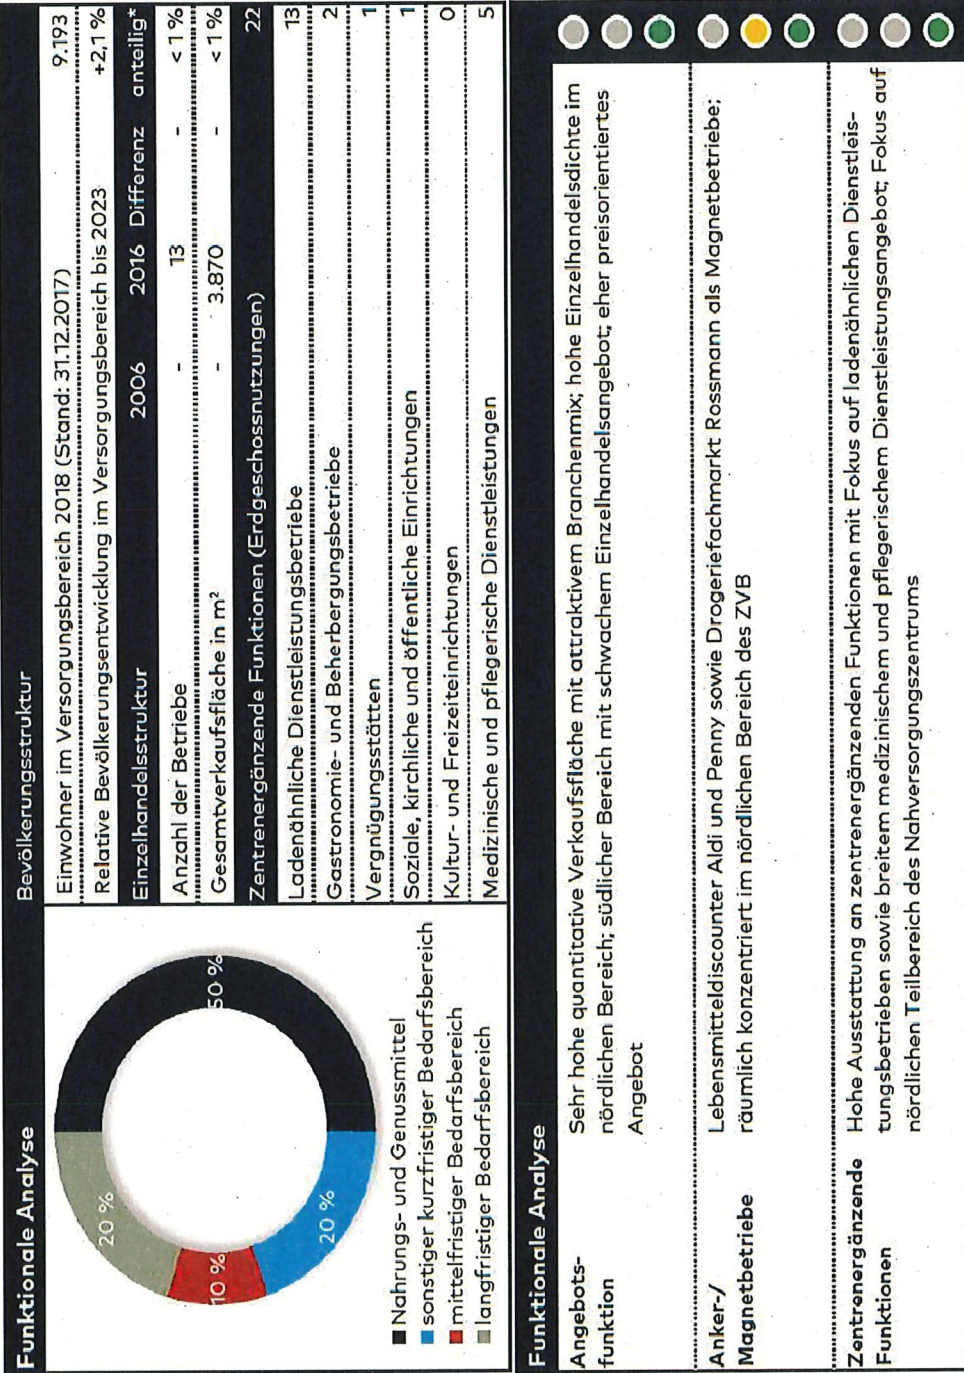 Funktionale Analyse
50 %
20 %
10 %
20 %
Nahrungs- und Genussmittel
sonstiger kurzfristiger Bedarfsbereich
mittelfristiger Bedarfsbereich
langfristiger Bedarfsbereich
Bevölkerungsstruktur
Einwohner im Versorgungsbereich 2018 (Stand: 31.12.2017) 9.193
Relative Bevölkerungsentwicklung im Versorgungsbereich bis 2023 +2,1 %
Einzelhandelsstruktur 2006 2016 Differenz anteilig*
Anzahl der Betriebe - 13 - <1 %
Gesamtverkaufsfläche in m² - 3.870 - <1 %
Zentrenergänzende Funktionen (Erdgeschossnutzungen) 22
Ladenähnliche Dienstleistungsbetriebe 13
Gastronomie- und Beherbergungsbetriebe 2
Vergnügungsstätten 1
Soziale, kirchliche und öffentliche Einrichtungen 1
Kultur- und Freizeiteinrichtungen 0
Medizinische und pflegerische Dienstleistungen 5
Funktionale Analyse
Angebots-
funktion
Sehr hohe quantitative Verkaufsfläche mit attraktivem Branchenmix; hohe Einzelhandelsdichte im
nördlichen Bereich; südlicher Bereich mit schwachem Einzelhandelsangebot; eher preisorientiertes
Angebot
Anker-/
Magnetbetriebe
Lebensmitteldiscounter Aldi und Penny sowie Drogeriefachmarkt Rossmann als Magnetbetriebe;
räumlich konzentriert im nördlichen Bereich des ZVB
Zentrenergänzende
Funktionen
Hohe Ausstattung an zentrenergänzenden Funktionen mit Fokus auf ladenähnlichen Dienstleis-
tungsbetrieben sowie breitem medizinischem und pflegerischem Dienstleistungsangebot; Fokus auf
nördlichen Teilbereich des Nahversorgungszentrums